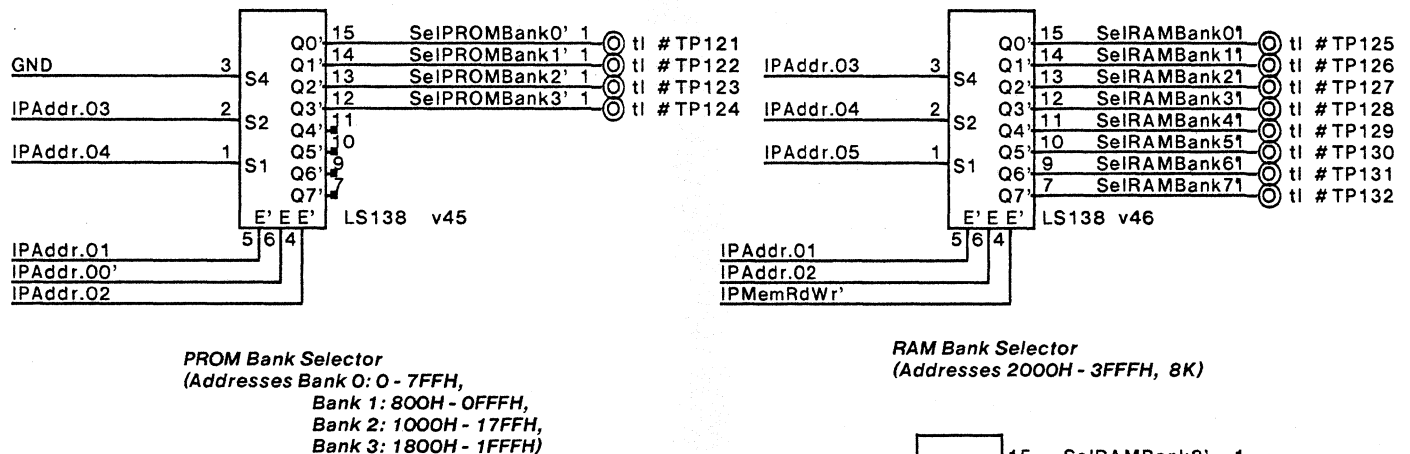 15 SelPROMBank0' 1 tl #TP121
Q0'
14 SelPROMBank1' 1 tl #TP122
Q1'
GND 3 S4
13 SelPROMBank2' 1 tl #TP123
Q2'
12 SelPROMBank3' 1 tl #TP124
Q3'
IPAddr.03 2 S2
11
Q4'
10
Q5'
IPAddr.04 1 S1
9
Q6'
7
Q7'
E' E E' LS138 v45
5 6 4
IPAddr.01
IPAddr.00'
IPAddr.02
PROM Bank Selector
(Addresses Bank 0: 0 - 7FFH,
Bank 1: 800H - 0FFFH,
Bank 2: 1000H - 17FFH,
Bank 3: 1800H - 1FFFH)
15 SelRAMBank0' 1 tl #TP125
Q0'
14 SelRAMBank1' 1 tl #TP126
Q1'
IPAddr.03 3 S4
13 SelRAMBank2' 1 tl #TP127
Q2'
12 SelRAMBank3' 1 tl #TP128
Q3'
IPAddr.04 2 S2
11 SelRAMBank4' 1 tl #TP129
Q4'
10 SelRAMBank5' 1 tl #TP130
Q5'
IPAddr.05 1 S1
9 SelRAMBank6' 1 tl #TP131
Q6'
7 SelRAMBank7' 1 tl #TP132
Q7'
E' E E' LS138 v46
5 6 4
IPAddr.01
IPAddr.02
IPMemRdWr'
RAM Bank Selector
(Addresses 2000H - 3FFFH, 8K)
15 SelRAMBank8' 1